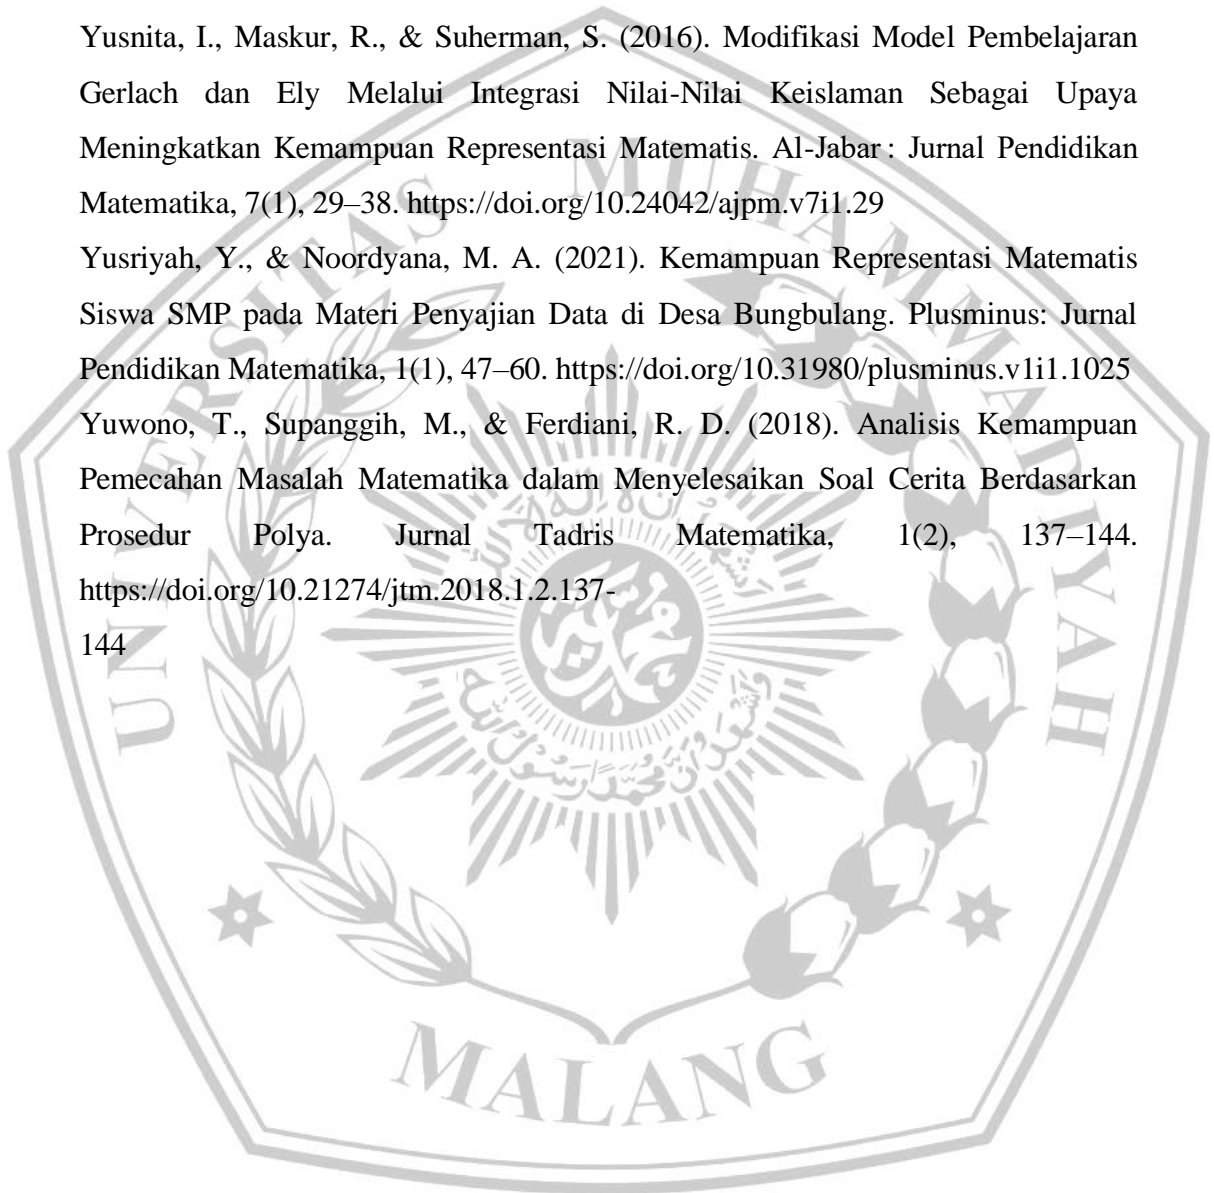 Yusnita, I., Maskur, R., & Suherman, S. (2016). Modifikasi Model Pembelajaran
Gerlach dan Ely Melalui Integrasi Nilai-Nilai Keislaman Sebagai Upaya
Meningkatkan Kemampuan Representasi Matematis. Al-Jabar : Jurnal Pendidikan
Matematika, 7(1), 29–38. https://doi.org/10.24042/ajpm.v7i1.29
Yusriyah, Y., & Noordyana, M. A. (2021). Kemampuan Representasi Matematis
Siswa SMP pada Materi Penyajian Data di Desa Bungbulang. Plusminus: Jurnal
Pendidikan Matematika, 1(1), 47–60. https://doi.org/10.31980/plusminus.v1i1.1025
Yuwono, T., Supanggih, M., & Ferdiani, R. D. (2018). Analisis Kemampuan
Pemecahan Masalah Matematika dalam Menyelesaikan Soal Cerita Berdasarkan
Prosedur Polya. Jurnal Tadris Matematika, 1(2), 137–144.
https://doi.org/10.21274/jtm.2018.1.2.137-
144
UNIVERSITAS MUHAMMADIYAH
MALANG